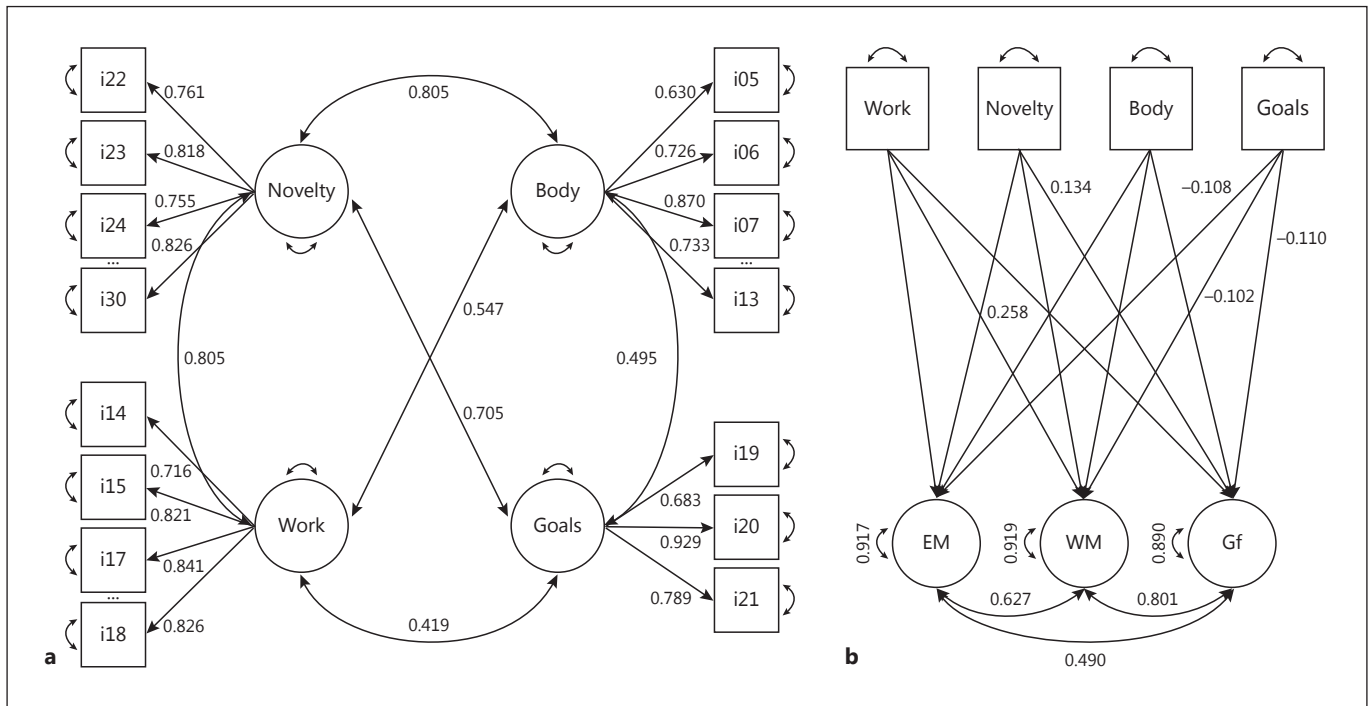 i22
0.761
i23
0.818
i24
0.755
...
0.826
i30
Novelty
0.805
Body
0.630
i05
0.726
i06
0.870
i07
0.733
...
i13
0.547
0.805
0.495
0.705
i14
0.716
i15
0.821
i17
0.841
...
i18
0.826
Work
Goals
0.419
i19
0.683
i20
0.929
i21
0.789
a
Work
Novelty
Body
Goals
0.134
–0.108
–0.110
0.258
–0.102
0.917
EM
0.919
WM
0.890
Gf
0.627
0.801
0.490
b